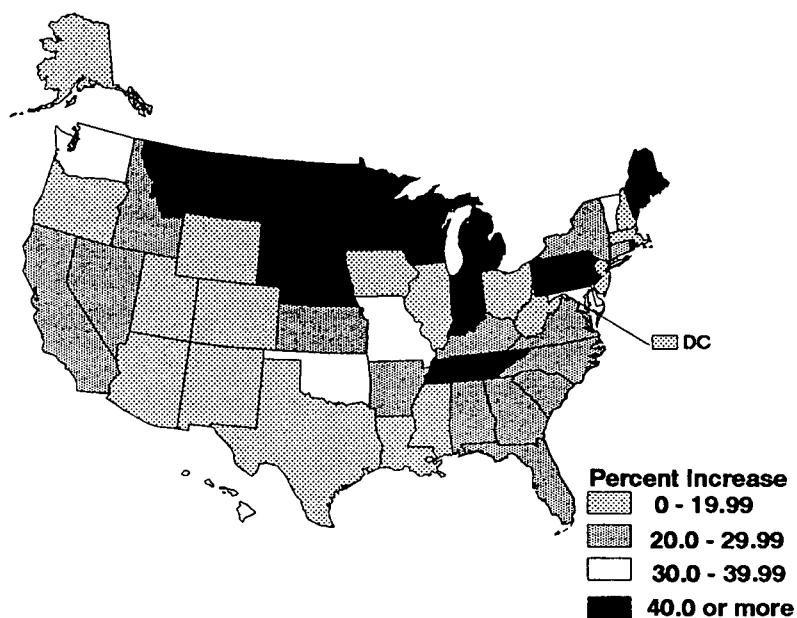 DC
Percent Increase
0 - 19.99
20.0 - 29.99
30.0 - 39.99
40.0 or more